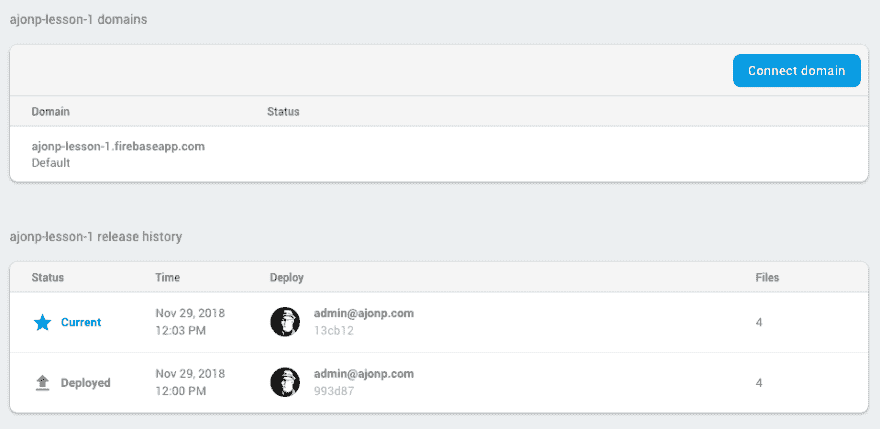 ajonp-lesson-1 domains
Connect domain
Domain Status
ajonp-lesson-1.firebaseapp.com
Default
ajonp-lesson-1 release history
Status Time Deploy Files
Current Nov 29, 2018 12:03 PM admin@ajonp.com 13cb12 4
Deployed Nov 29, 2018 12:00 PM admin@ajonp.com 993d87 4